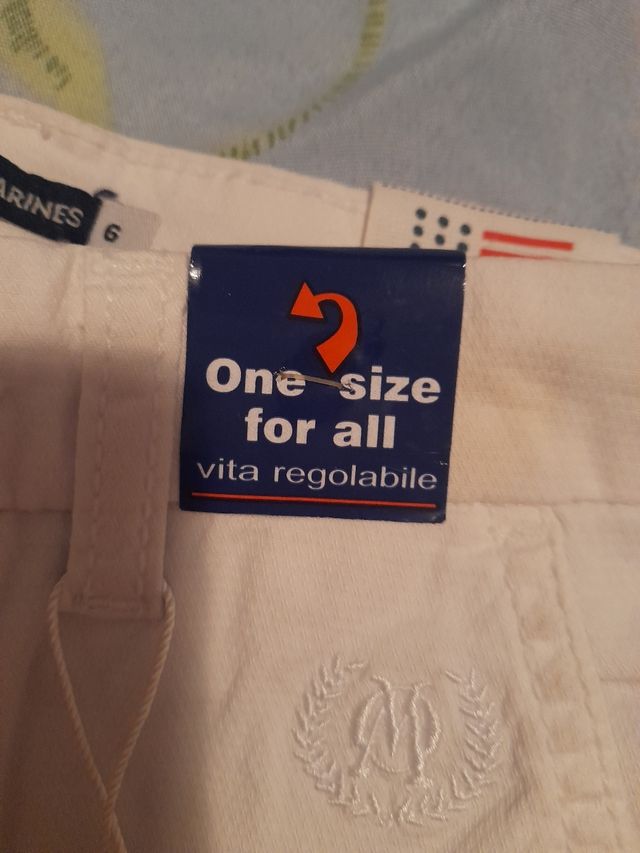 ARINES
6
One size
for all
vita regolabile
M